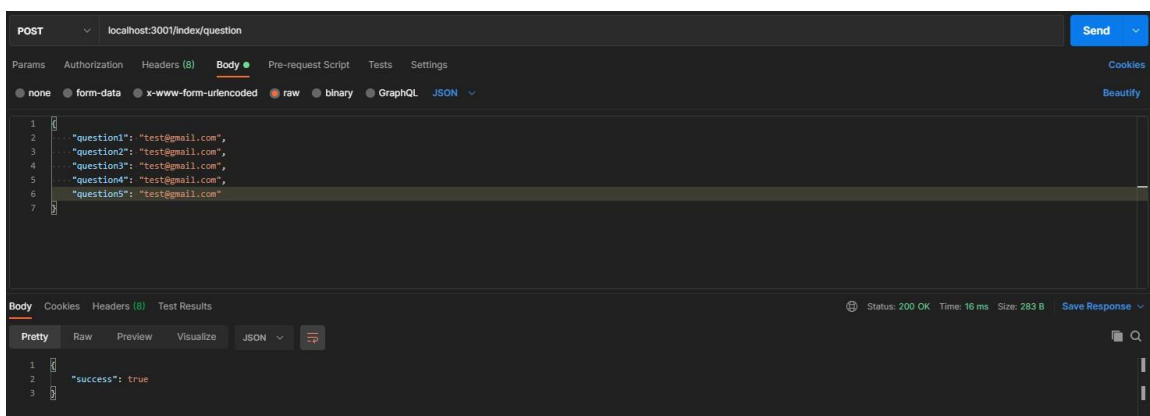 POST localhost:3001/index/question Send
Params Authorization Headers (8) Body Pre-request Script Tests Settings Cookies
none form-data x-www-form-urlencoded raw binary GraphQL JSON Beautify
1 {
2 "question1": "test@gmail.com",
3 "question2": "test@gmail.com",
4 "question3": "test@gmail.com",
5 "question4": "test@gmail.com",
6 "question5": "test@gmail.com"
7 }
Body Cookies Headers (8) Test Results Status: 200 OK Time: 16 ms Size: 283 B Save Response
Pretty Raw Preview Visualize JSON
1 {
2 "success": true
3 }